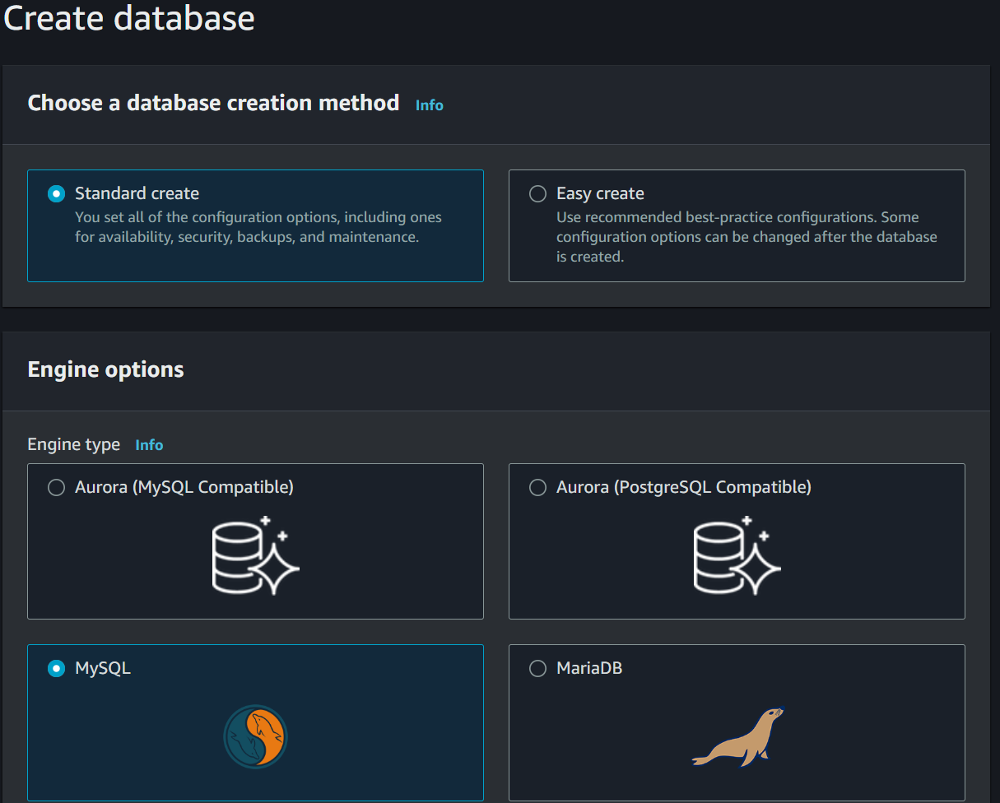 Create database
Choose a database creation method Info
Standard create
You set all of the configuration options, including ones
for availability, security, backups, and maintenance.
Easy create
Use recommended best-practice configurations. Some
configuration options can be changed after the database
is created.
Engine options
Engine type Info
Aurora (MySQL Compatible)
Aurora (PostgreSQL Compatible)
MySQL
MariaDB